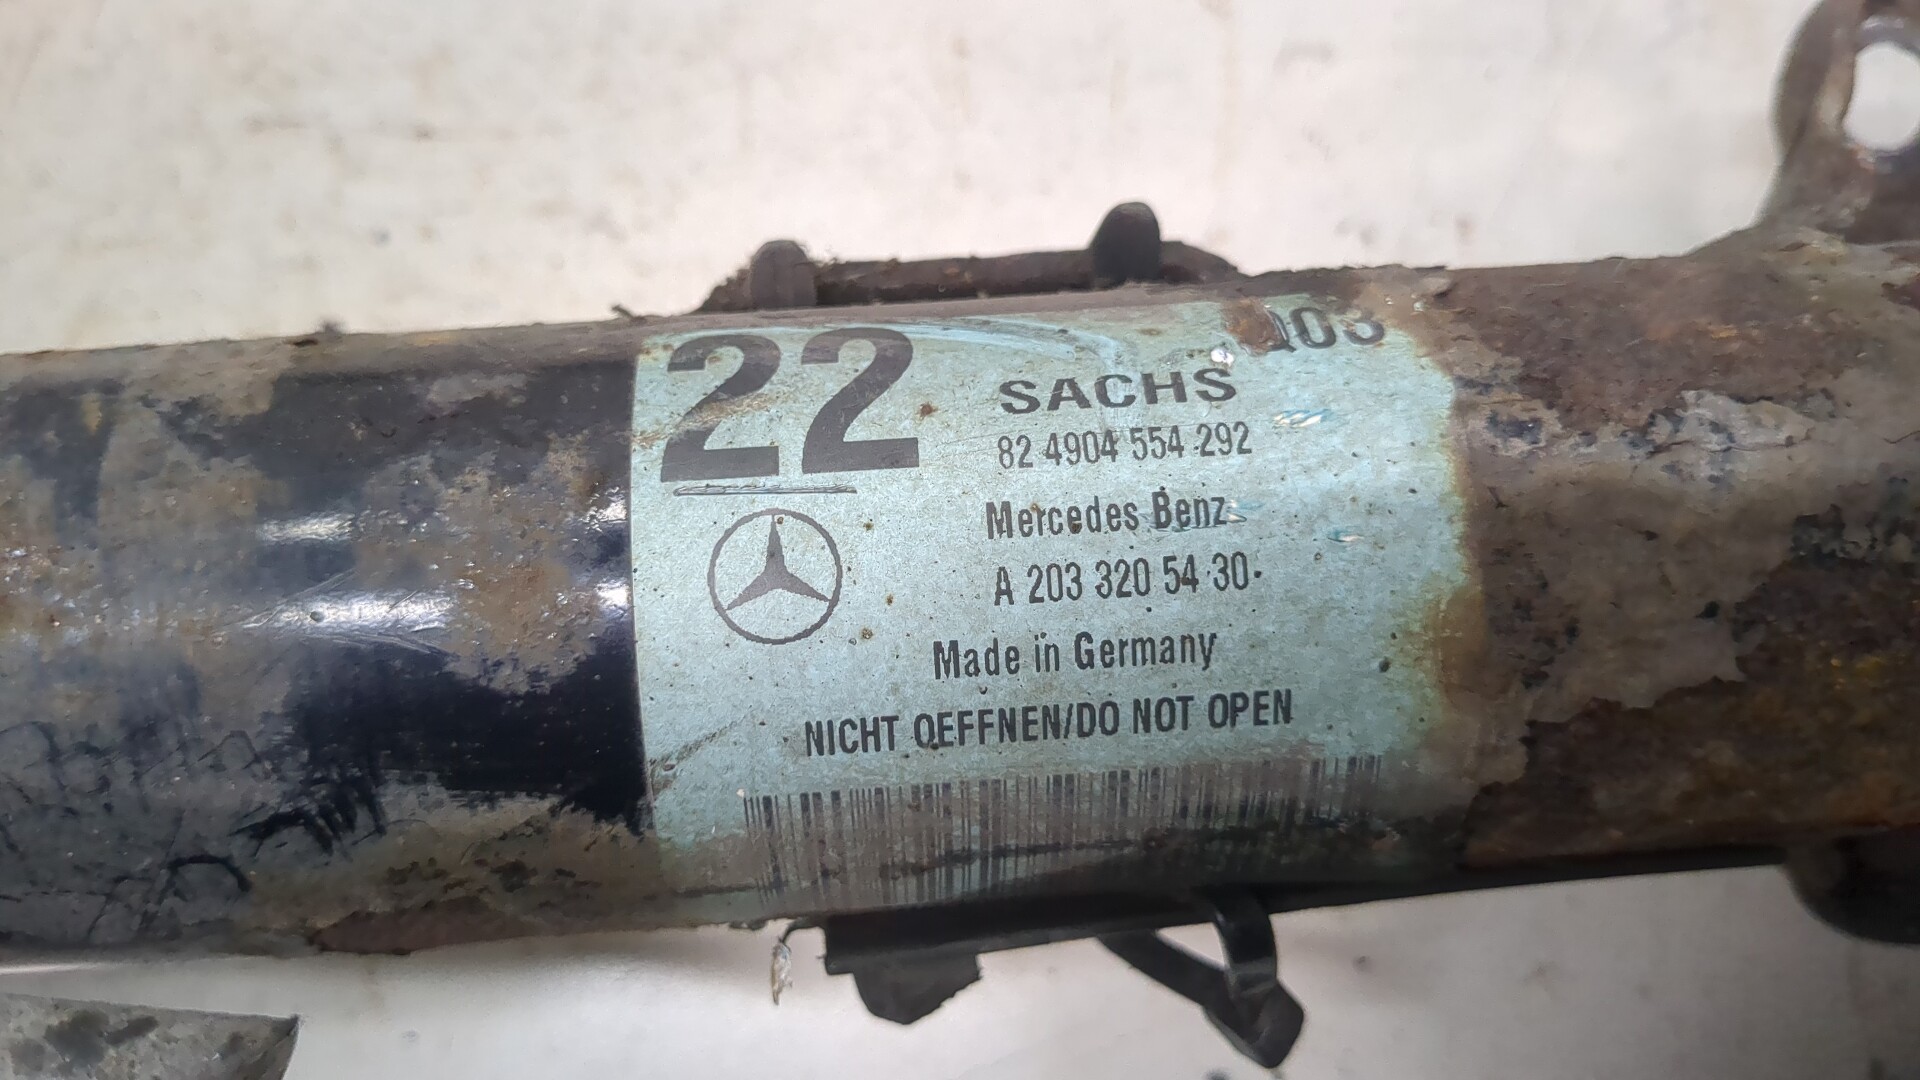 22
SACHS
82 4904 554 292
Mercedes Benz
A 203 320 54 30
Made in Germany
NICHT OEFFNEN/DO NOT OPEN